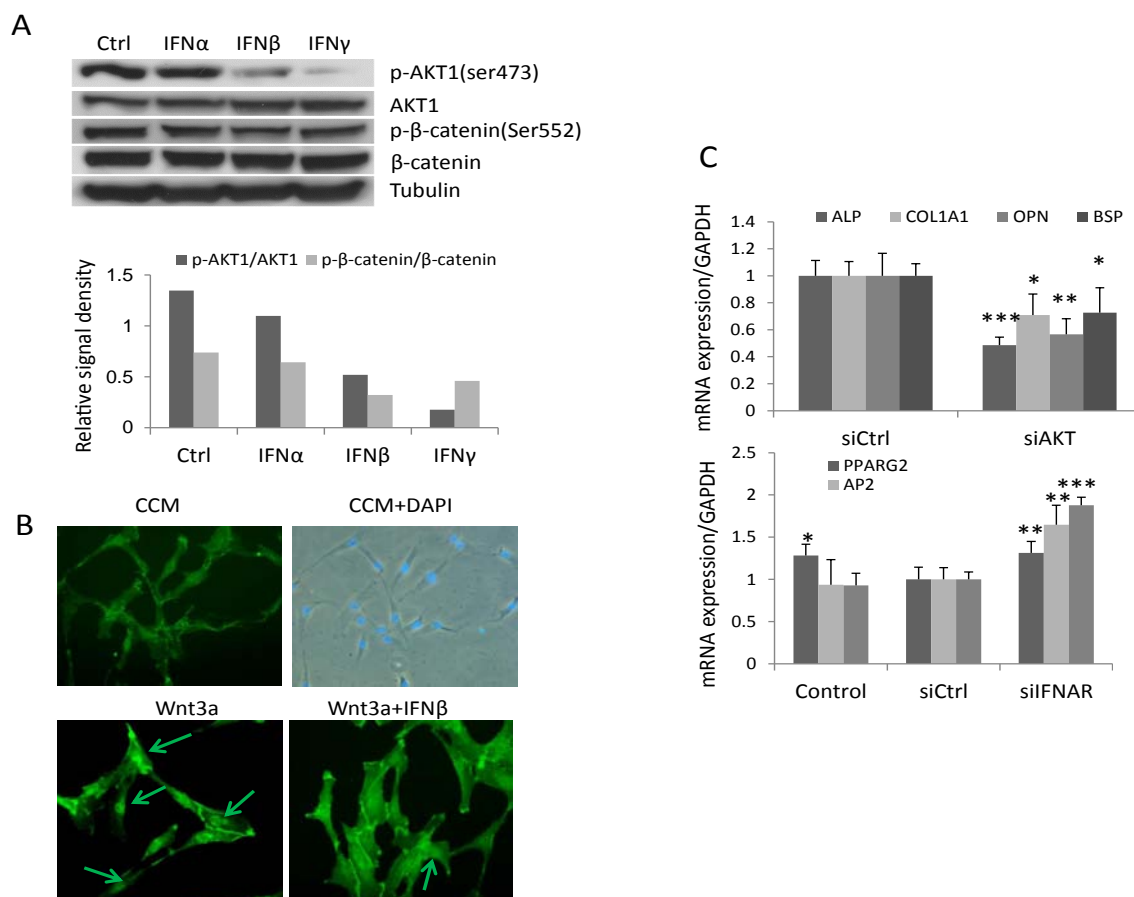 A
Ctrl IFNα IFNβ IFNγ
p-AKT1(ser473)
AKT1
p-β-catenin(Ser552)
β-catenin
Tubulin
p-AKT1/AKT1 p-β-catenin/β-catenin
Relative signal density
1.5
1
0.5
0
Ctrl IFNα IFNβ IFNγ
B
CCM CCM+DAPI
Wnt3a Wnt3a+IFNβ
C
ALP COL1A1 OPN BSP
mRNA expression/GAPDH
1.4
1.2
1
0.8
0.6
0.4
0.2
0
*** * ** *
siCtrl siAKT
PPARG2
AP2
mRNA expression/GAPDH
2.5
2
1.5
1
0.5
0
* ** ** ***
Control siCtrl siIFNAR